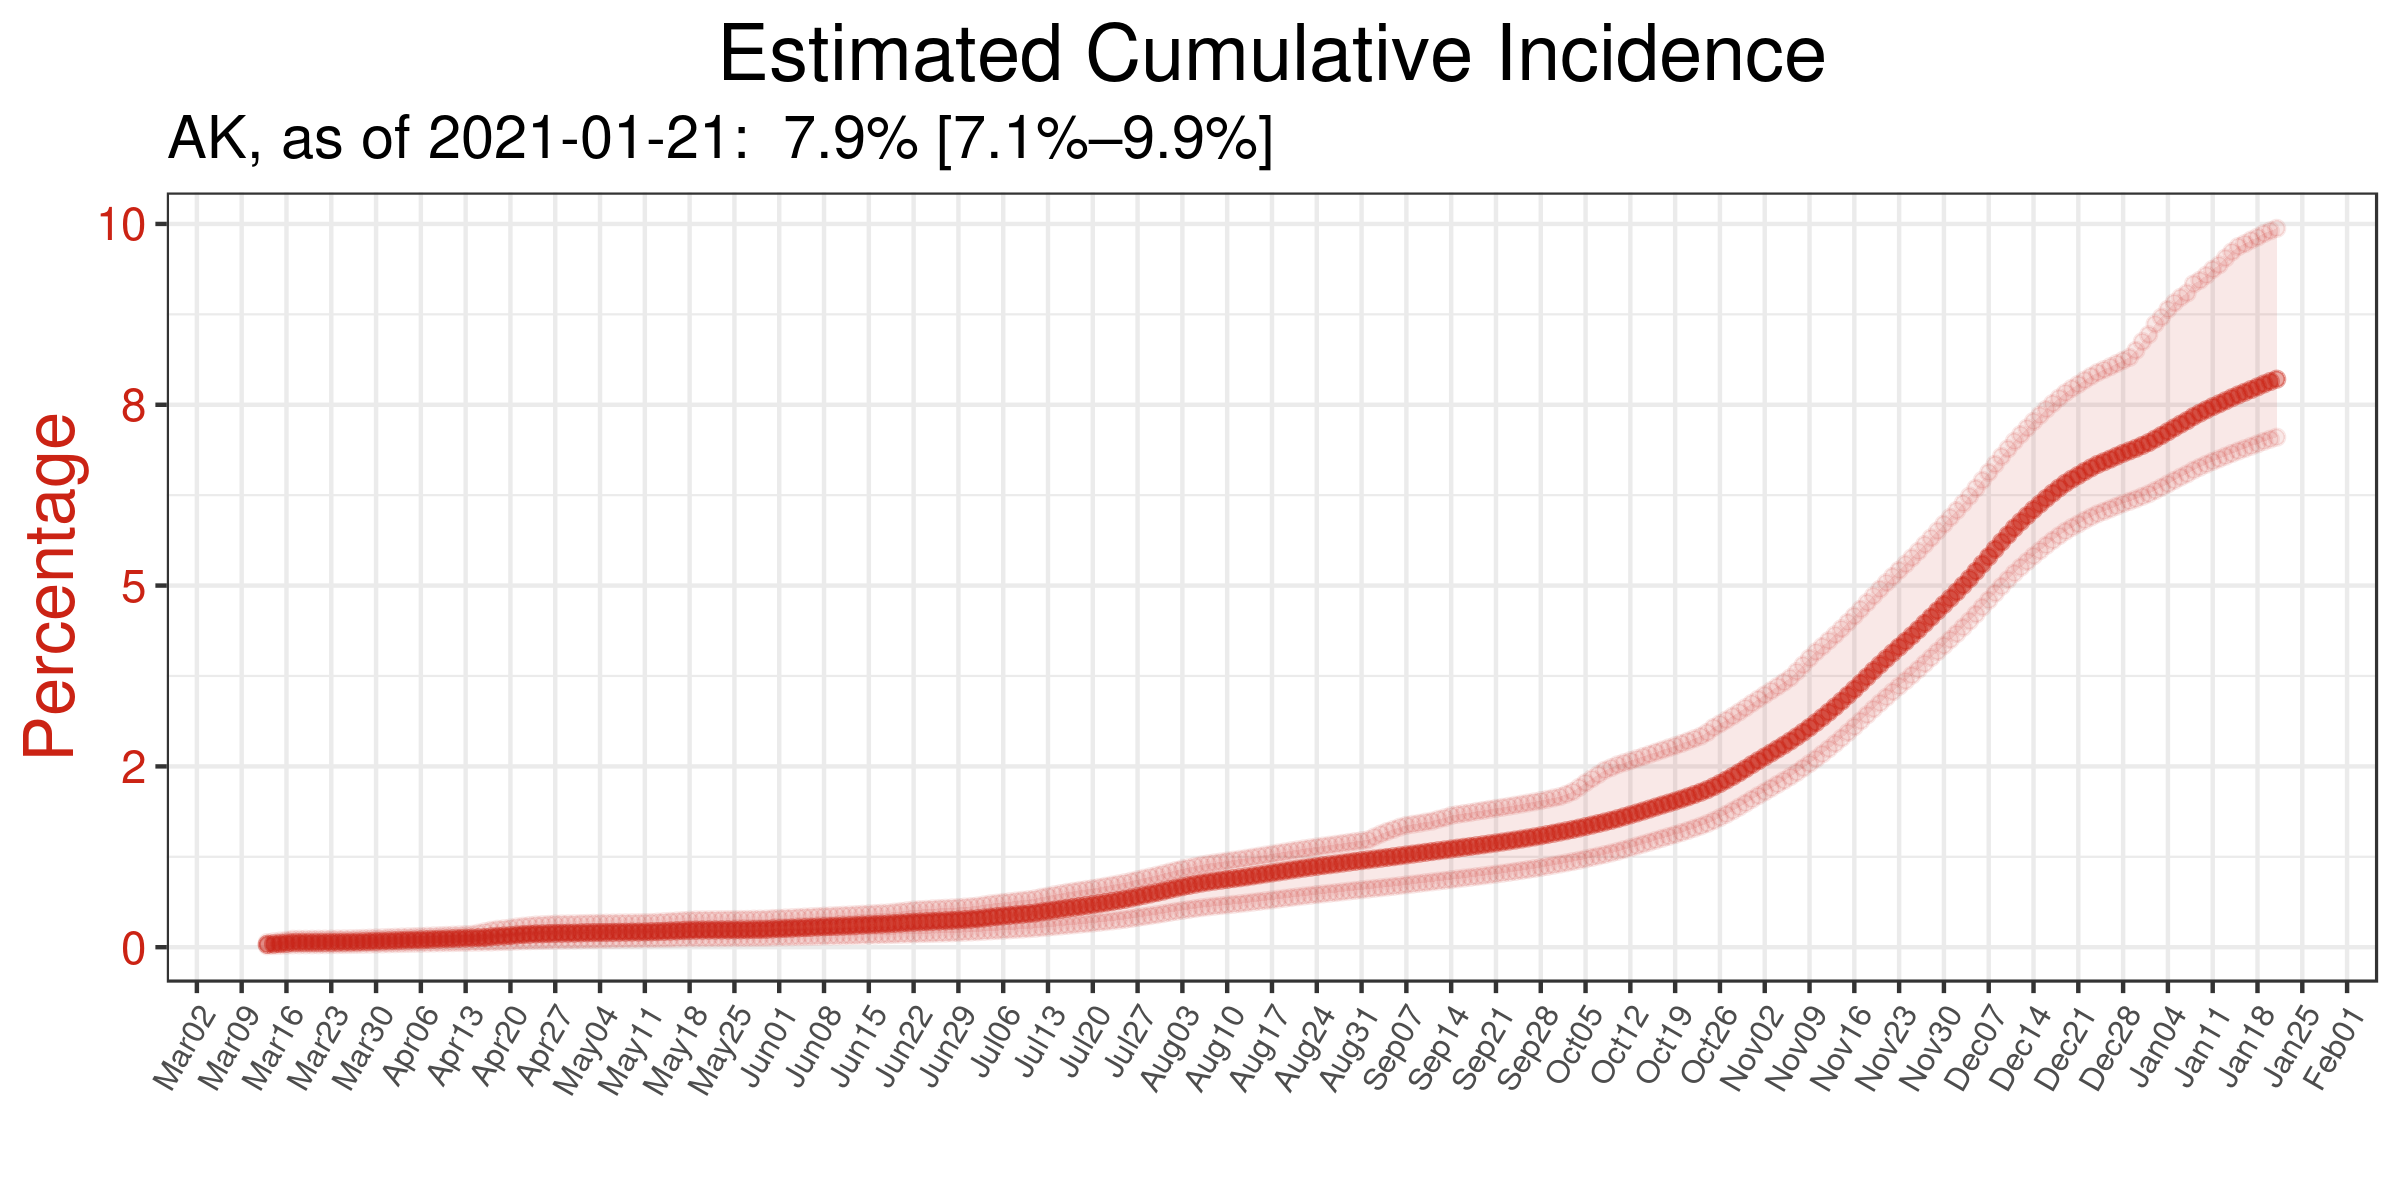 Estimated Cumulative Incidence
AK, as of 2021-01-21:  7.9% [7.1%–9.9%]
Percentage
10
8
5
2
0
Mar02
Mar09
Mar16
Mar23
Mar30
Apr06
Apr13
Apr20
Apr27
May04
May11
May18
May25
Jun01
Jun08
Jun15
Jun22
Jun29
Jul06
Jul13
Jul20
Jul27
Aug03
Aug10
Aug17
Aug24
Aug31
Sep07
Sep14
Sep21
Sep28
Oct05
Oct12
Oct19
Oct26
Nov02
Nov09
Nov16
Nov23
Nov30
Dec07
Dec14
Dec21
Dec28
Jan04
Jan11
Jan18
Jan25
Feb01